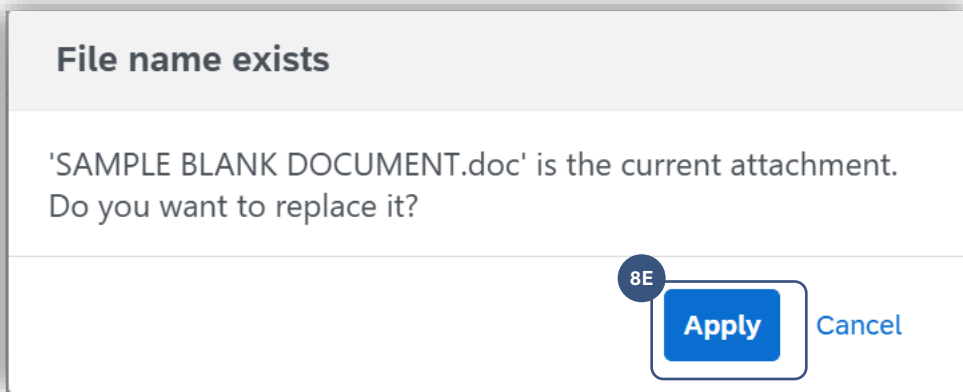 File name exists
'SAMPLE BLANK DOCUMENT.doc' is the current attachment.
Do you want to replace it?
8E
Apply
Cancel